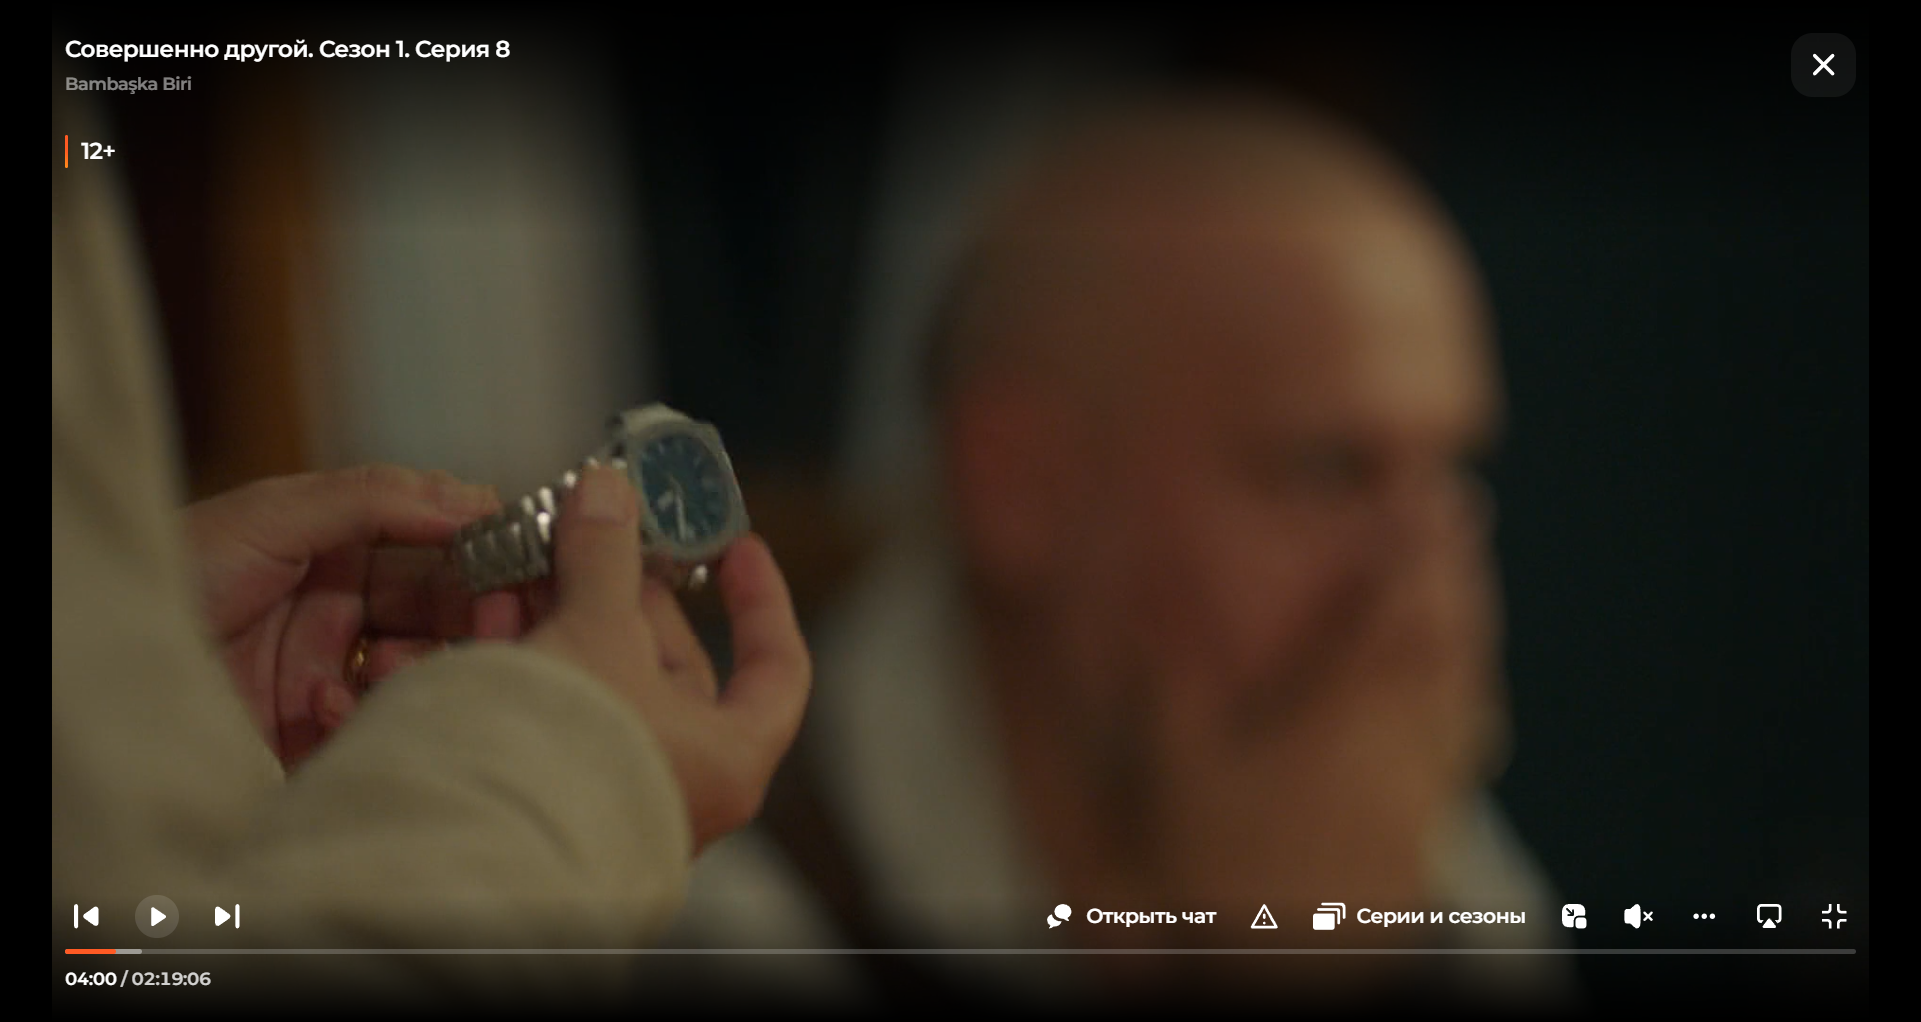 Совершенно другой. Сезон 1. Серия 8
Bambaşka Biri
12+
Открыть чат
Серии и сезоны
04:00 / 02:19:06